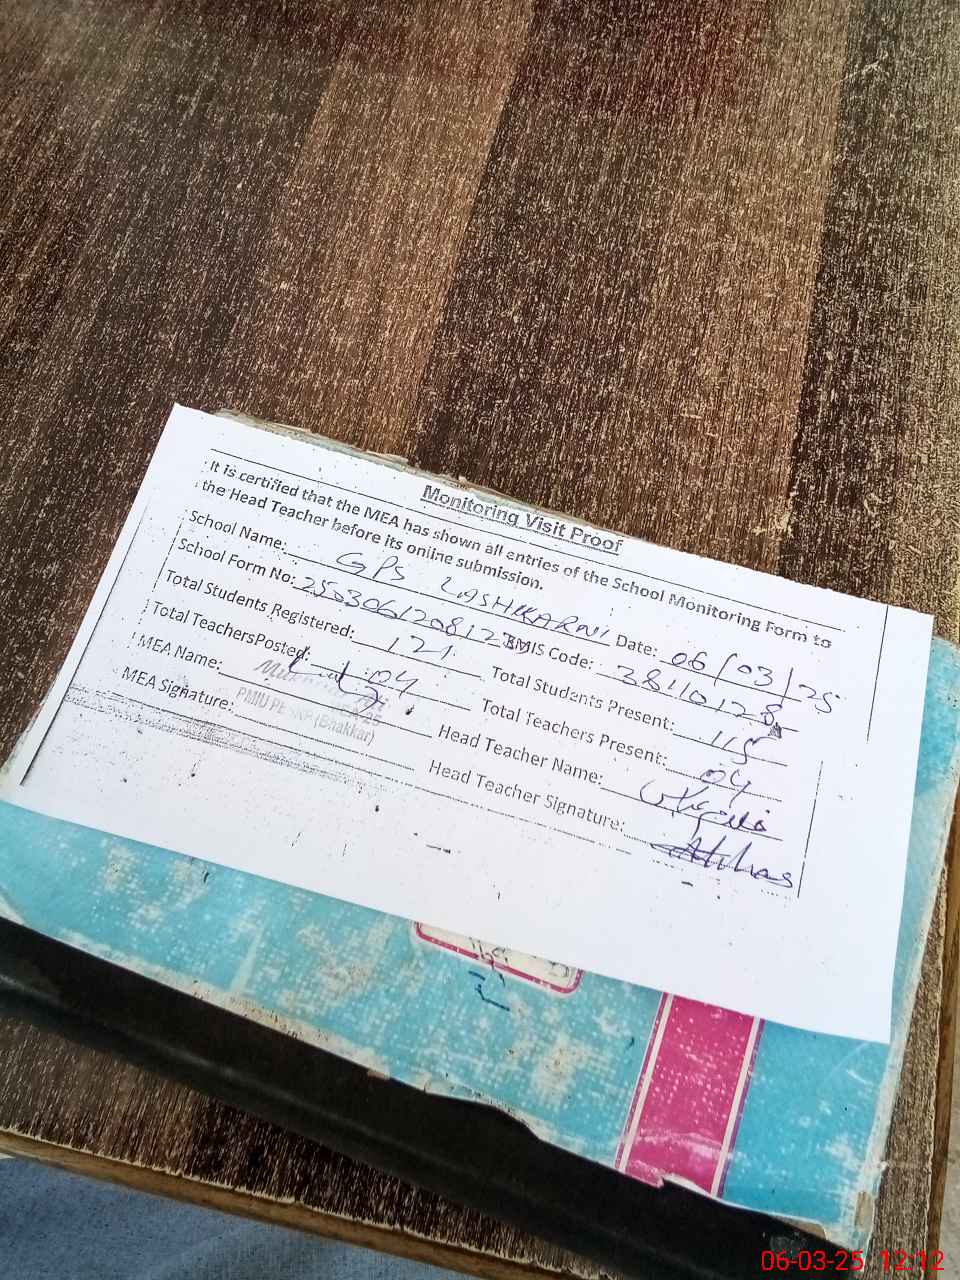 Monitoring Visit Proof
It is certified that the MEA has shown all entries of the School Monitoring Form to
the Head Teacher before its online submission.
School Name: GPS LASHKARNI Date: 06/03/25
School Form No: EMIS Code: 38110128
Total Students Registered: 121 Total Students Present: 115
Total TeachersPosted: 04 Total Teachers Present: 04
MEA Name: Head Teacher Name:
MEA Signature: PMIU PESRP (Bhakkar) Head Teacher Signature:
06-03-25 12:12